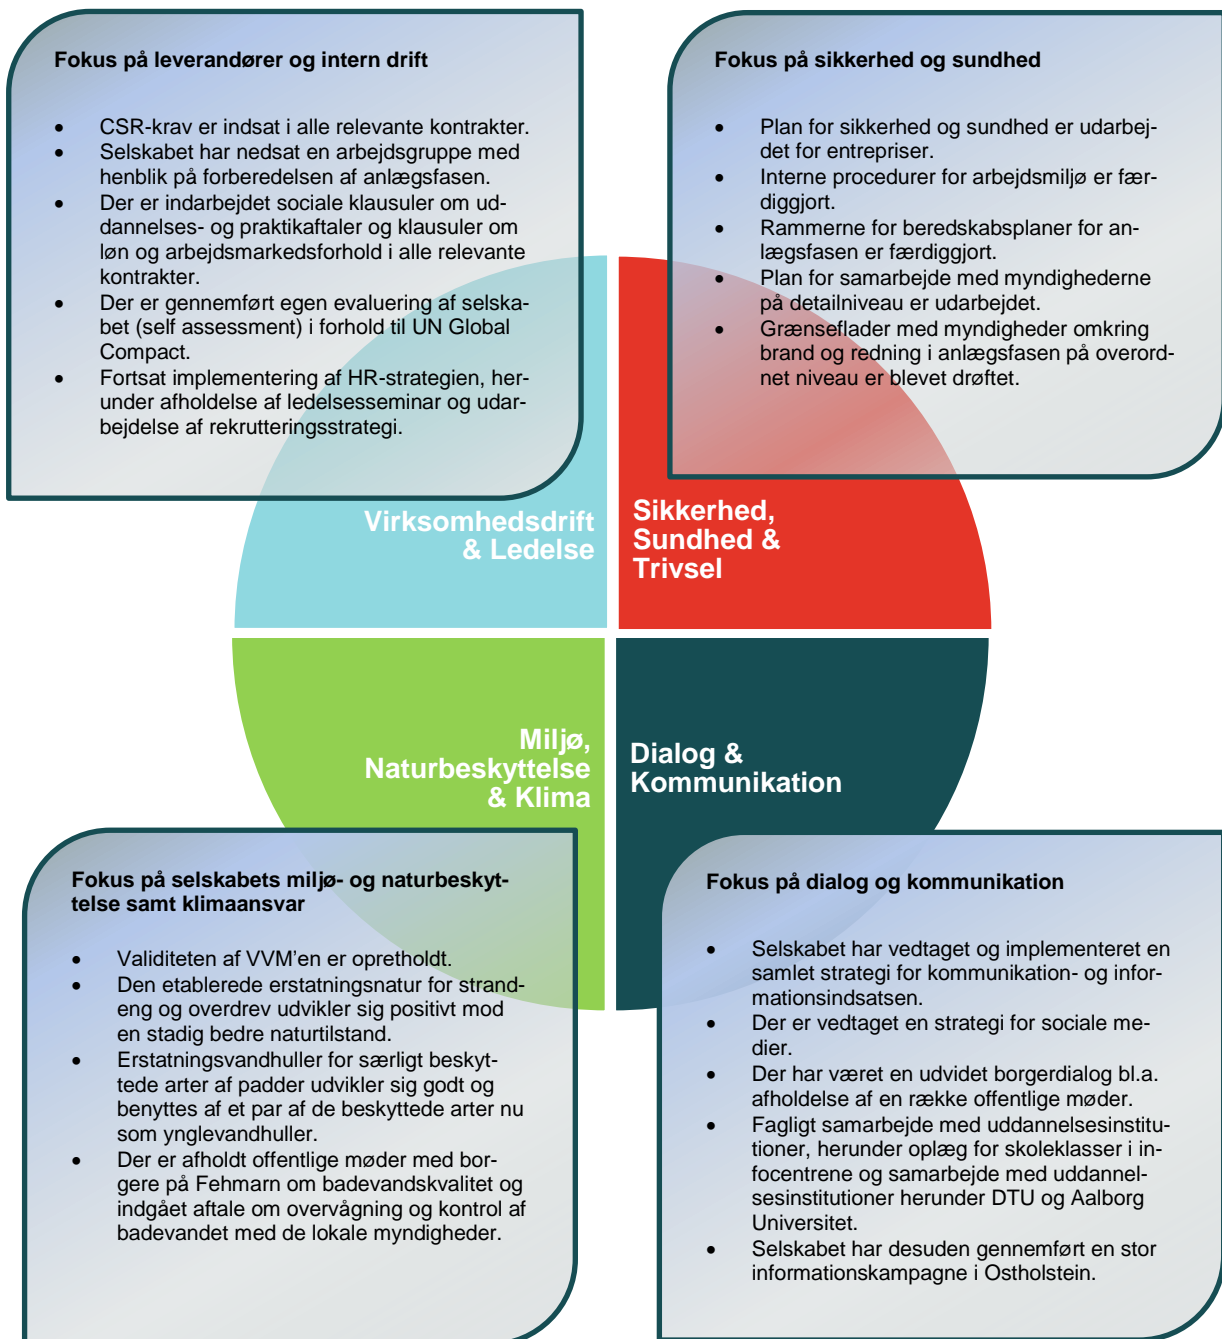 Fokus på leverandører og intern drift
• CSR-krav er indsat i alle relevante kontrakter.
• Selskabet har nedsat en arbejdsgruppe med
henblik på forberedelsen af anlægsfasen.
• Der er indarbejdet sociale klausuler om ud-
dannelses- og praktikaftaler og klausuler om
løn og arbejdsmarkedsforhold i alle relevante
kontrakter.
• Der er gennemført egen evaluering af selska-
bet (self assessment) i forhold til UN Global
Compact.
• Fortsat implementering af HR-strategien, her-
under afholdelse af ledelsesseminar og udar-
bejdelse af rekrutteringsstrategi.
Fokus på sikkerhed og sundhed
• Plan for sikkerhed og sundhed er udarbej-
det for entrepriser.
• Interne procedurer for arbejdsmiljø er fær-
diggjort.
• Rammerne for beredskabsplaner for an-
lægsfasen er færdiggjort.
• Plan for samarbejde med myndighederne
på detailniveau er udarbejdet.
• Grænseflader med myndigheder omkring
brand og redning i anlægsfasen på overord-
net niveau er blevet drøftet.
Virksomhedsdrift
& Ledelse
Sikkerhed,
Sundhed &
Trivsel
Miljø,
Naturbeskyttelse
& Klima
Dialog &
Kommunikation
Fokus på selskabets miljø- og naturbeskyt-
telse samt klimaansvar
• Validiteten af VVM’en er opretholdt.
• Den etablerede erstatningsnatur for strand-
eng og overdrev udvikler sig positivt mod
en stadig bedre naturtilstand.
• Erstatningsvandhuller for særligt beskyt-
tede arter af padder udvikler sig godt og
benyttes af et par af de beskyttede arter nu
som ynglevandhuller.
• Der er afholdt offentlige møder med bor-
gere på Fehmarn om badevandskvalitet og
indgået aftale om overvågning og kontrol af
badevandet med de lokale myndigheder.
Fokus på dialog og kommunikation
• Selskabet har vedtaget og implementeret en
samlet strategi for kommunikation- og infor-
mationsindsatsen.
• Der er vedtaget en strategi for sociale me-
dier.
• Der har været en udvidet borgerdialog bl.a.
afholdelse af en række offentlige møder.
• Fagligt samarbejde med uddannelsesinstitu-
tioner, herunder oplæg for skoleklasser i in-
focentrene og samarbejde med uddannel-
sesinstitutioner herunder DTU og Aalborg
Universitet.
• Selskabet har desuden gennemført en stor
informationskampagne i Ostholstein.